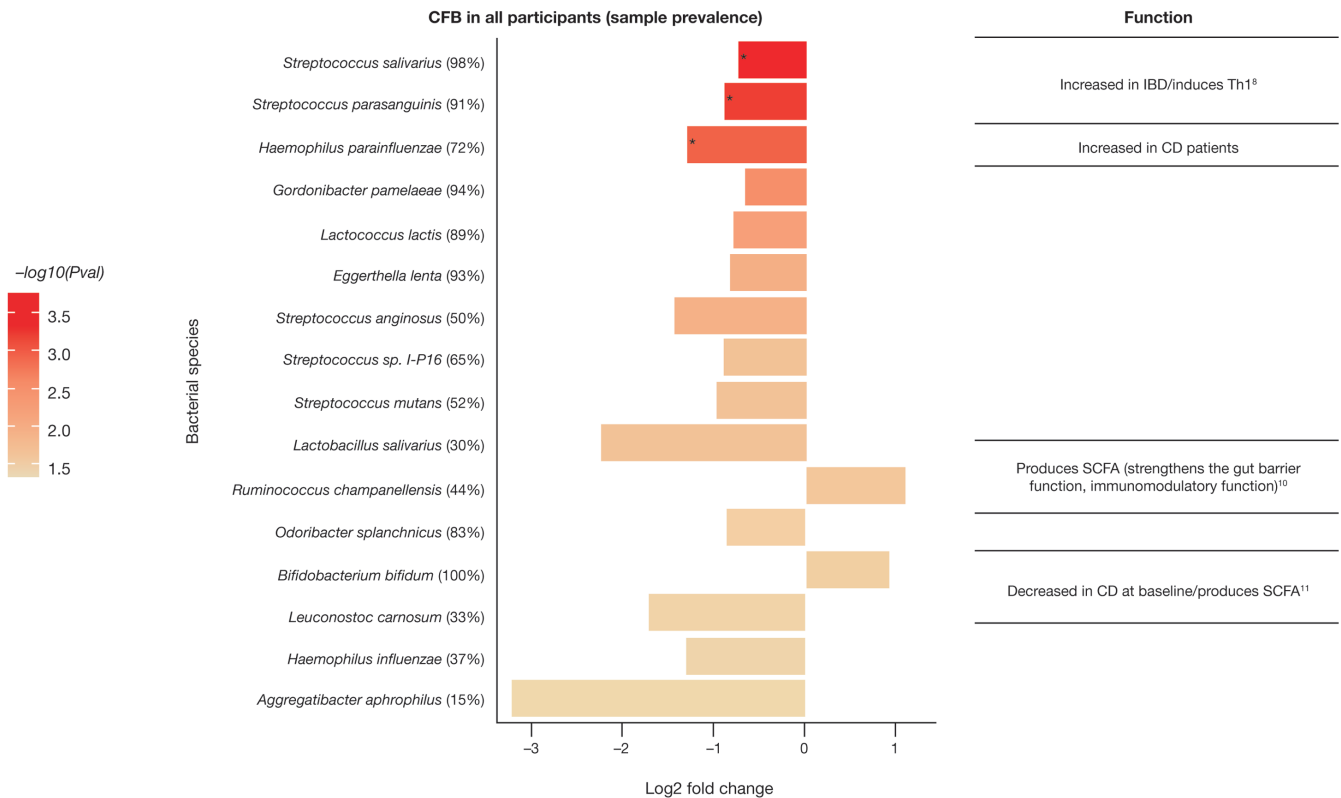 CFB in all participants (sample prevalence)
Function
Streptococcus salivarius (98%)
*
Streptococcus parasanguinis (91%)
*
Increased in IBD/induces Th1⁸
Haemophilus parainfluenzae (72%)
*
Increased in CD patients
Gordonibacter pamelaeae (94%)
Lactococcus lactis (89%)
Eggerthella lenta (93%)
Streptococcus anginosus (50%)
Streptococcus sp. I-P16 (65%)
Streptococcus mutans (52%)
Lactobacillus salivarius (30%)
Ruminococcus champanellensis (44%)
Produces SCFA (strengthens the gut barrier
function, immunomodulatory function)¹⁰
Odoribacter splanchnicus (83%)
Bifidobacterium bifidum (100%)
Decreased in CD at baseline/produces SCFA¹¹
Leuconostoc carnosum (33%)
Haemophilus influenzae (37%)
Aggregatibacter aphrophilus (15%)
–log10(Pval)
3.5
3.0
2.5
2.0
1.5
Bacterial species
–3
–2
–1
0
1
Log2 fold change